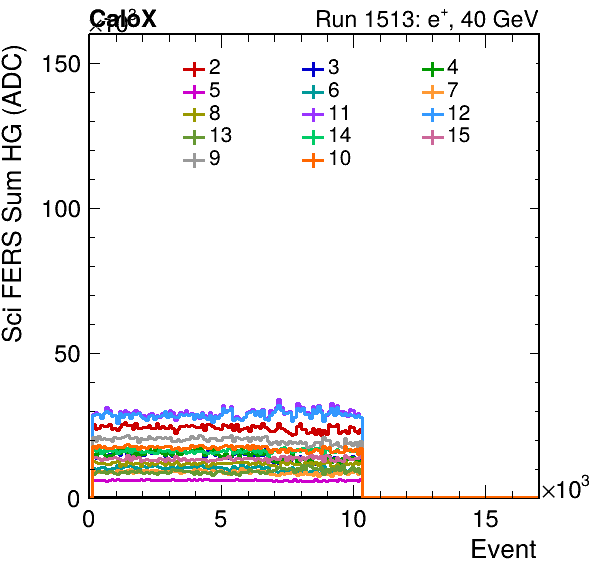 CaloX Run 1513: e⁺, 40 GeV
×10³
Sci FERS Sum HG (ADC)
150
100
50
0
2 3 4
5 6 7
8 11 12
13 14 15
9 10
0 5 10 15 ×10³
Event